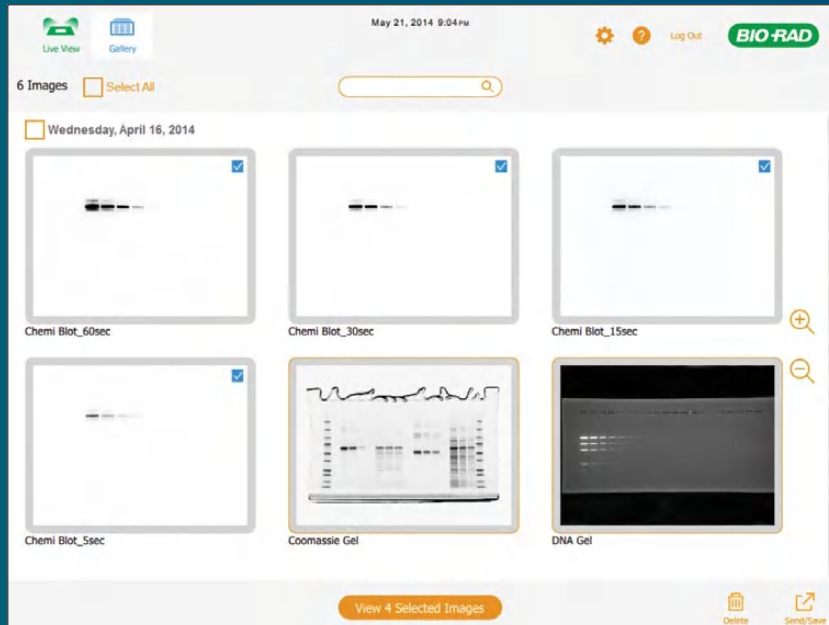 May 21, 2014 9:04 PM
Live View
Gallery
?
Log Out
BIO-RAD
6 Images
Select All
Wednesday, April 16, 2014
Chemi Blot_60sec
Chemi Blot_30sec
Chemi Blot_15sec
Chemi Blot_5sec
Coomassie Gel
DNA Gel
View 4 Selected Images
Delete
Send/Save